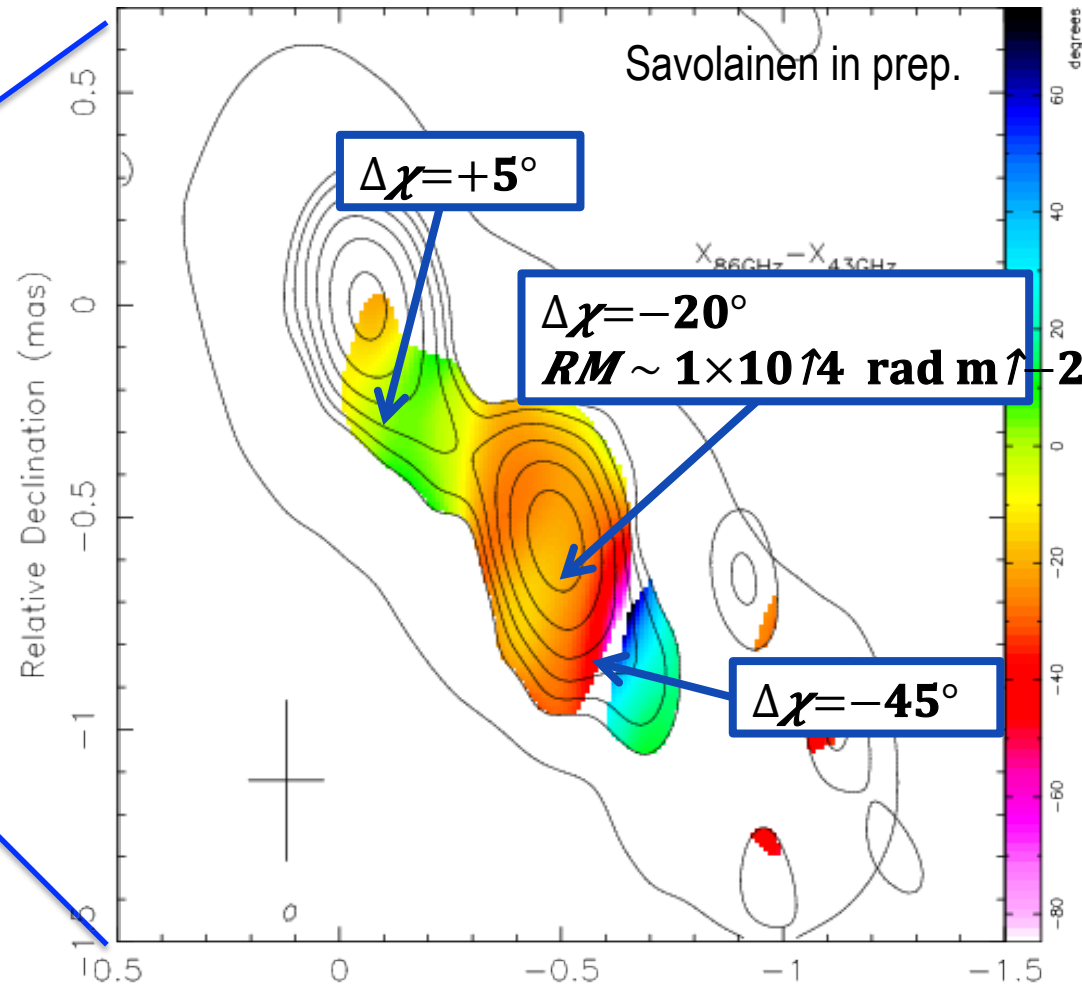 Savolainen in prep.
degrees
Δχ=+5°
X86GHz−X43GHz
Δχ=−20°
RM ~ 1×10↑4 rad m↑−2
Δχ=−45°
Relative Declination (mas)
0.5
0
−0.5
−1
60
40
20
0
−20
−40
−60
−80
0.5
0
−0.5
−1
−1.5